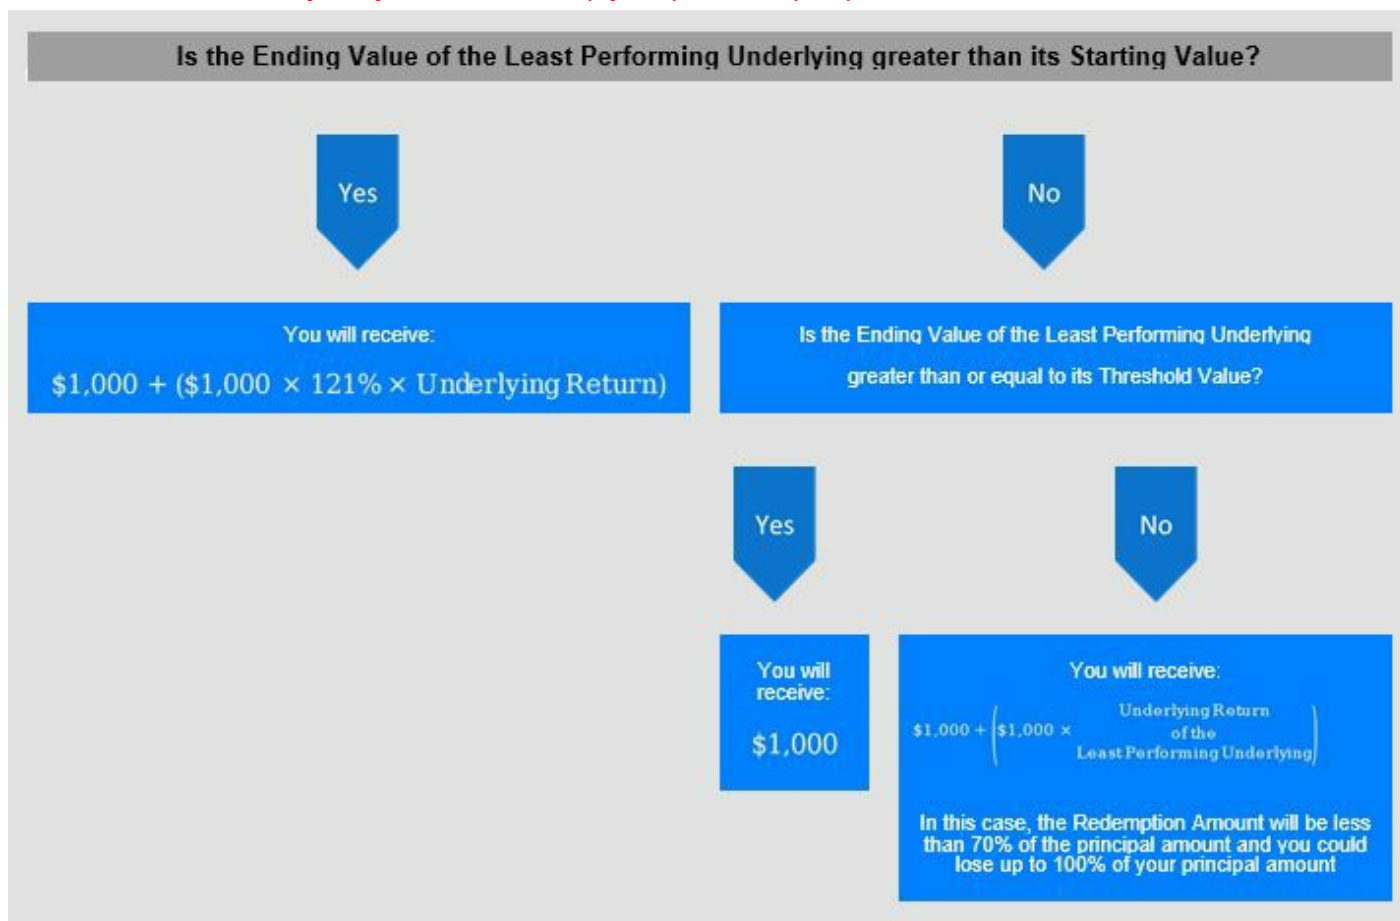 Is the Ending Value of the Least Performing Underlying greater than its Starting Value?
Yes
No
You will receive:
$1,000 + ($1,000 × 121% × Underlying Return)
Is the Ending Value of the Least Performing Underlying
greater than or equal to its Threshold Value?
Yes
No
You will
receive:
$1,000
You will receive:
$1,000 + ($1,000 × Underlying Return
of the
Least Performing Underlying)
In this case, the Redemption Amount will be less
than 70% of the principal amount and you could
lose up to 100% of your principal amount